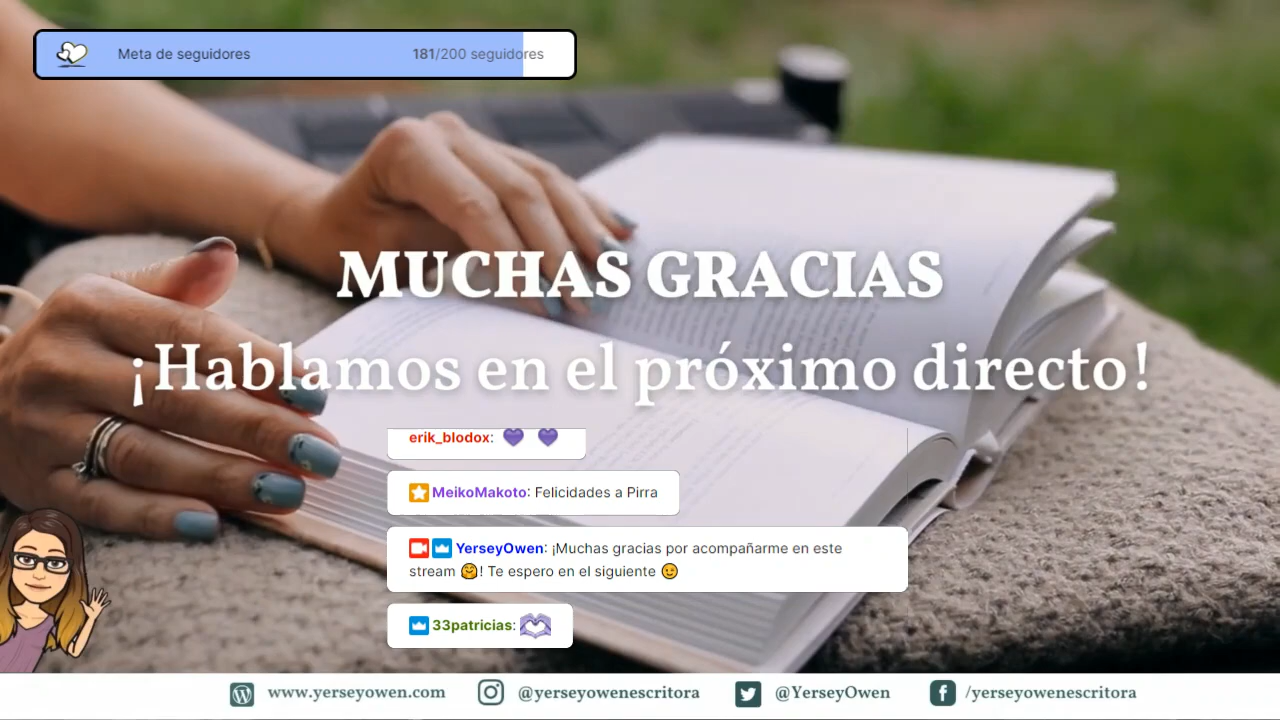 Meta de seguidores 181/200 seguidores
MUCHAS GRACIAS
¡Hablamos en el próximo directo!
erik_blodox: 💜 💜
MeikoMakoto: Felicidades a Pirra
YerseyOwen: ¡Muchas gracias por acompañarme en este
stream 🤗! Te espero en el siguiente 😉
33patricias:
www.yerseyowen.com @yerseyowenescritora @YerseyOwen /yerseyowenescritora